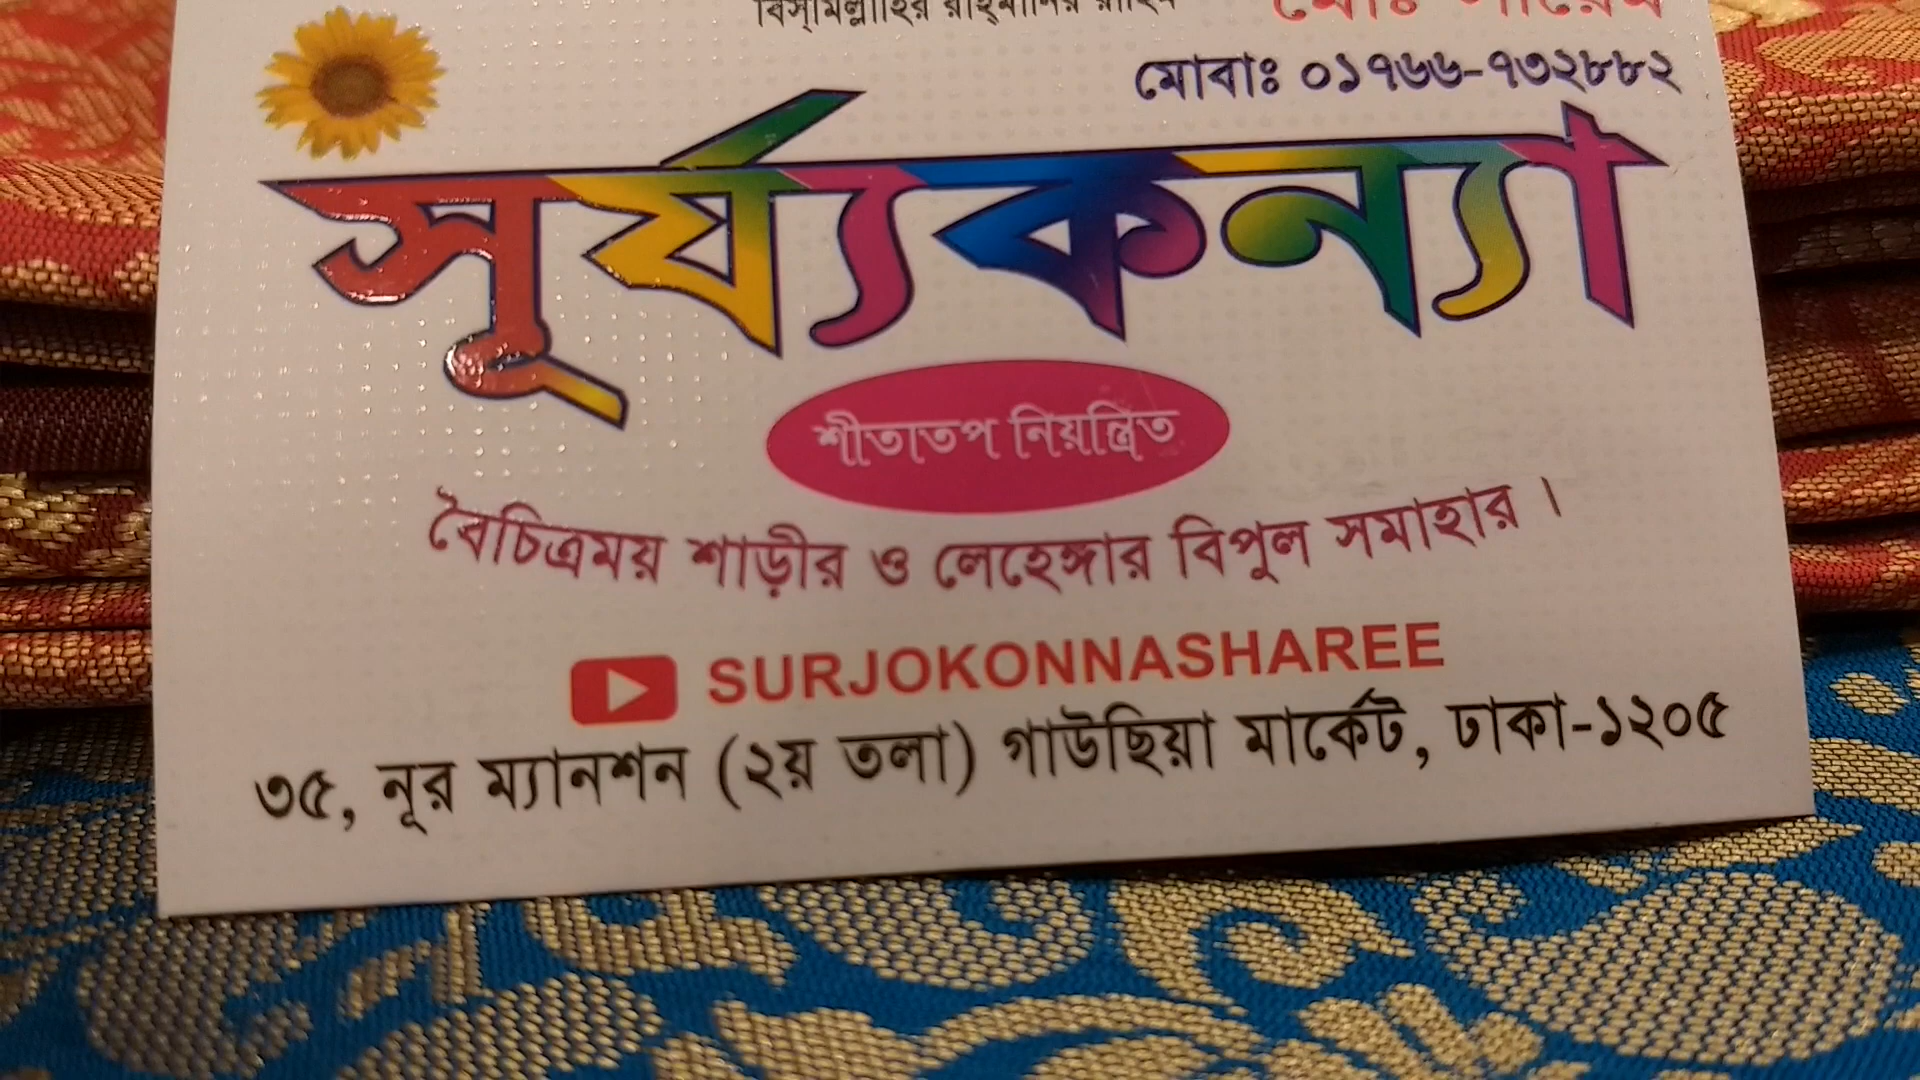 বিস্‌মিল্লাহির রাহ্‌মানির রাহিম
মোঃ
মোবাঃ ০১৭৬৬-৭৩২৮৮২
সূর্য্যকন্যা
শীতাতপ নিয়ন্ত্রিত
বৈচিত্রময় শাড়ীর ও লেহেঙ্গার বিপুল সমাহার ।
SURJOKONNASHAREE
৩৫, নূর ম্যানশন (২য় তলা) গাউছিয়া মার্কেট, ঢাকা-১২০৫